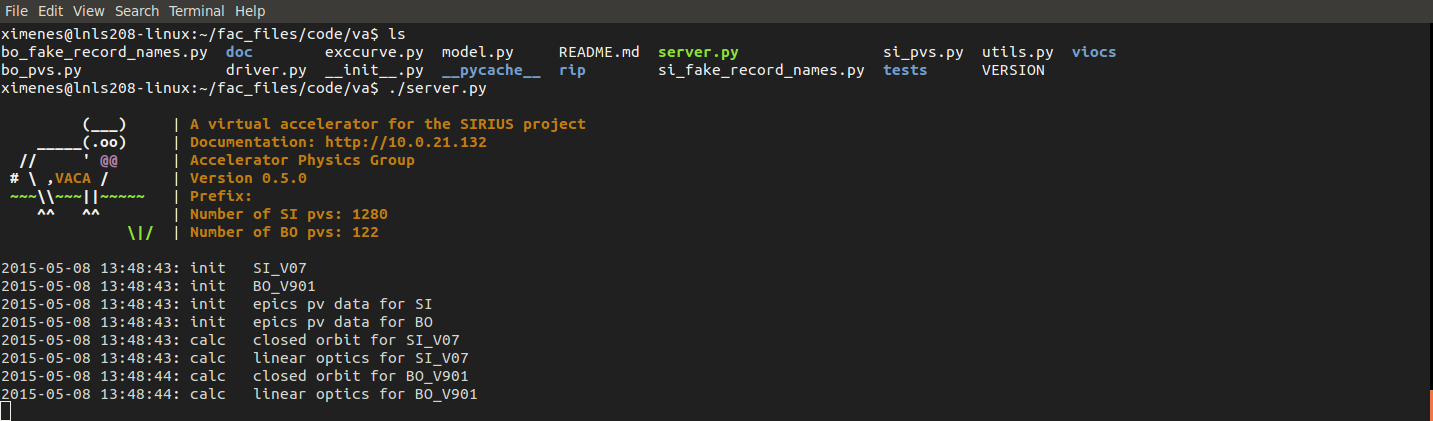 File Edit View Search Terminal Help
ximenes@lnls208-linux:~/fac_files/code/va$ ls
bo_fake_record_names.py  doc        exccurve.py  model.py     README.md  server.py                si_pvs.py  utils.py  viocs
bo_pvs.py                driver.py  __init__.py  __pycache__  rip        si_fake_record_names.py  tests      VERSION
ximenes@lnls208-linux:~/fac_files/code/va$ ./server.py
         (___)     | A virtual accelerator for the SIRIUS project
    _____(.oo)     | Documentation: http://10.0.21.132
  //     ' @@      | Accelerator Physics Group
 # \ ,VACA /       | Version 0.5.0
 ~~~\\~~~||~~~~~   | Prefix:
    ^^   ^^        | Number of SI pvs: 1280
              \|/  | Number of BO pvs: 122
2015-05-08 13:48:43: init   SI_V07
2015-05-08 13:48:43: init   BO_V901
2015-05-08 13:48:43: init   epics pv data for SI
2015-05-08 13:48:43: init   epics pv data for BO
2015-05-08 13:48:43: calc   closed orbit for SI_V07
2015-05-08 13:48:43: calc   linear optics for SI_V07
2015-05-08 13:48:44: calc   closed orbit for BO_V901
2015-05-08 13:48:44: calc   linear optics for BO_V901